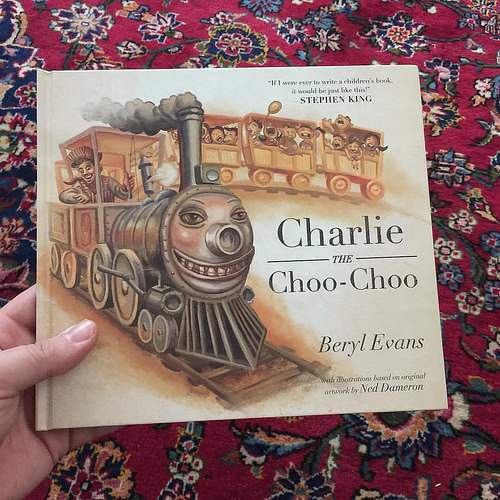 "If I were ever to write a children's book,
it would be just like this!"
— STEPHEN KING
Charlie
THE
Choo-Choo
Beryl Evans
with illustrations based on original
artwork by Ned Dameron